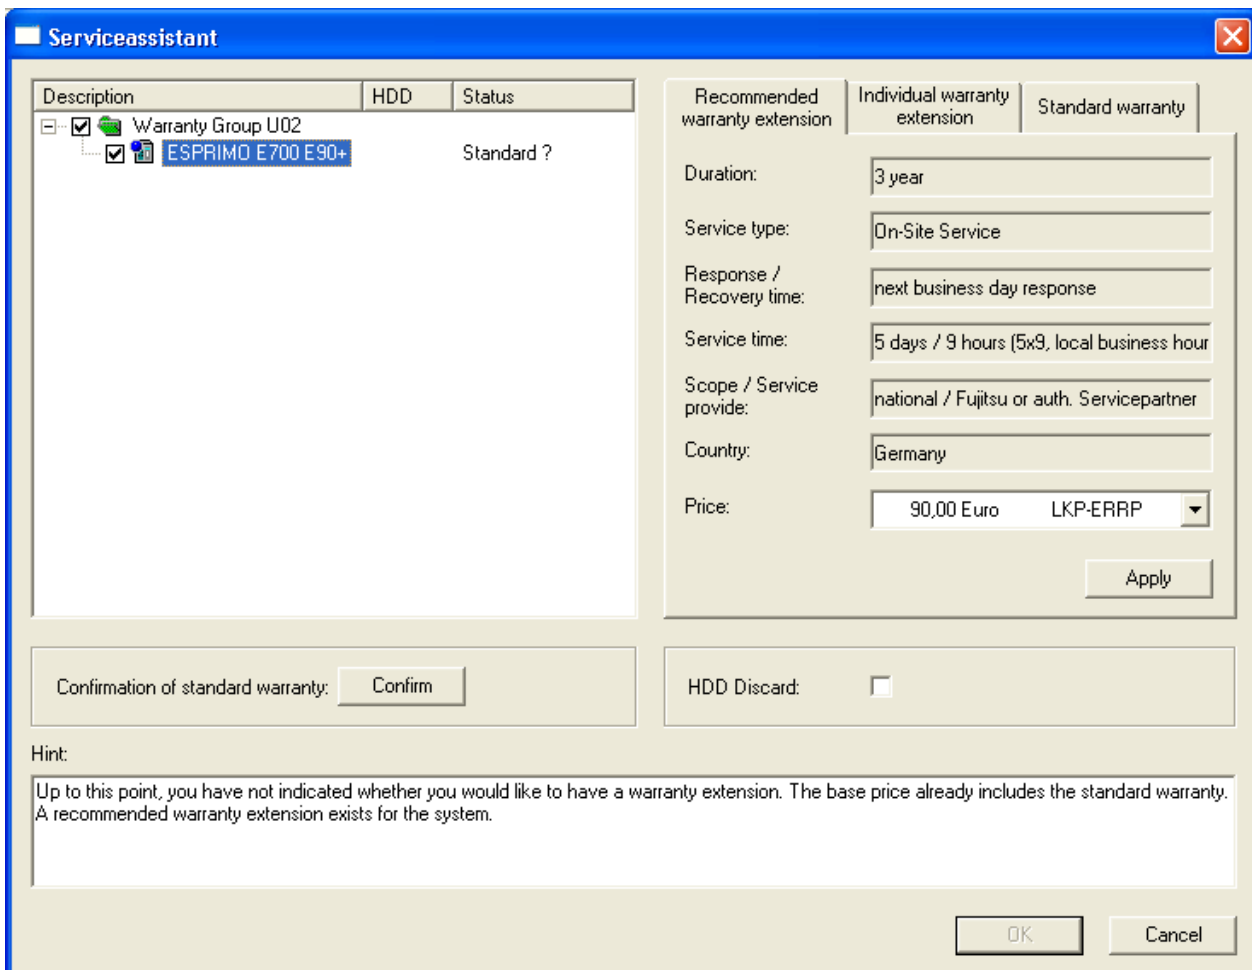 Serviceassistant
Description HDD Status
Warranty Group U02
ESPRIMO E700 E90+ Standard ?
Recommended
warranty extension
Individual warranty
extension
Standard warranty
Duration: 3 year
Service type: On-Site Service
Response /
Recovery time:
next business day response
Service time: 5 days / 9 hours (5x9, local business hour
Scope / Service
provide:
national / Fujitsu or auth. Servicepartner
Country: Germany
Price: 90,00 Euro LKP-ERRP
Apply
Confirmation of standard warranty: Confirm
HDD Discard:
Hint:
Up to this point, you have not indicated whether you would like to have a warranty extension. The base price already includes the standard warranty.
A recommended warranty extension exists for the system.
OK Cancel